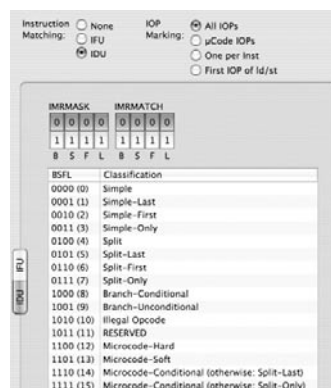 Instruction Matching: None IOP Marking: All IOPs
IFU µCode IOPs
IDU One per Inst
First IOP of ld/st
IMRMASK IMRMATCH
0 0 0 0 0 0 0 0
1 1 1 1 1 1 1 1
B S F L B S F L
BSFL Classification
0000 (0) Simple
0001 (1) Simple-Last
0010 (2) Simple-First
0011 (3) Simple-Only
0100 (4) Split
0101 (5) Split-Last
0110 (6) Split-First
0111 (7) Split-Only
1000 (8) Branch-Conditional
1001 (9) Branch-Unconditional
1010 (10) Illegal Opcode
1011 (11) RESERVED
1100 (12) Microcode-Hard
1101 (13) Microcode-Soft
1110 (14) Microcode-Conditional (otherwise: Split-Last)
1111 (15) Microcode-Conditional (otherwise: Split-Only)
IFU
IDU